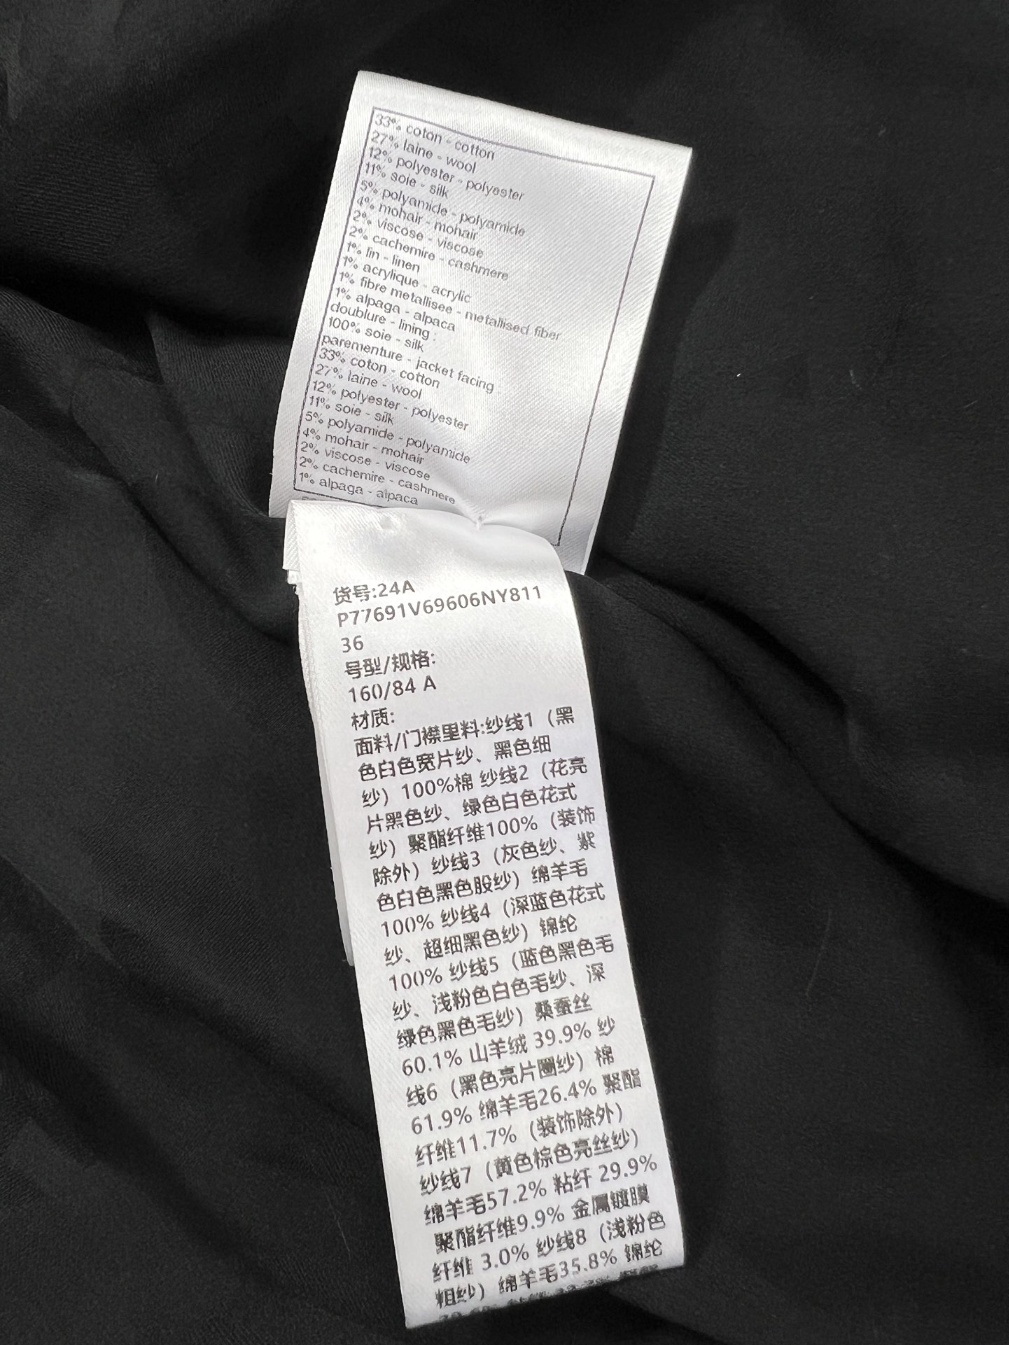 33% coton - cotton
27% laine - wool
12% polyester - polyester
11% soie - silk
5% polyamide - polyamide
4% mohair - mohair
2% viscose - viscose
2% cachemire - cashmere
1% lin - linen
1% acrylique - acrylic
1% fibre metallisee - metallised fiber
1% alpaga - alpaca
doublure - lining :
100% soie - silk
parementure - jacket facing :
33% coton - cotton
27% laine - wool
12% polyester - polyester
11% soie - silk
5% polyamide - polyamide
4% mohair - mohair
2% viscose - viscose
2% cachemire - cashmere
1% alpaga - alpaca
货号:24A
P77691V69606NY811
36
号型/规格:
160/84 A
材质:
面料/门襟里料:纱线1（黑
色白色宽片纱、黑色细
纱）100%棉 纱线2（花亮
片黑色纱、绿色白色花式
纱）聚酯纤维100%（装饰
除外）纱线3（灰色纱、紫
色白色黑色股纱）绵羊毛
100% 纱线4（深蓝色花式
纱、超细黑色纱）锦纶
100% 纱线5（蓝色黑色毛
纱、浅粉色白色毛纱、深
绿色黑色毛纱）桑蚕丝
60.1% 山羊绒 39.9% 纱
线6（黑色亮片圈纱）棉
61.9% 绵羊毛26.4% 聚酯
纤维11.7%（装饰除外）
纱线7（黄色棕色亮丝纱）
绵羊毛57.2% 粘纤 29.9%
聚酯纤维9.9% 金属镀膜
纤维 3.0% 纱线8（浅粉色
粗纱）绵羊毛35.8% 锦纶